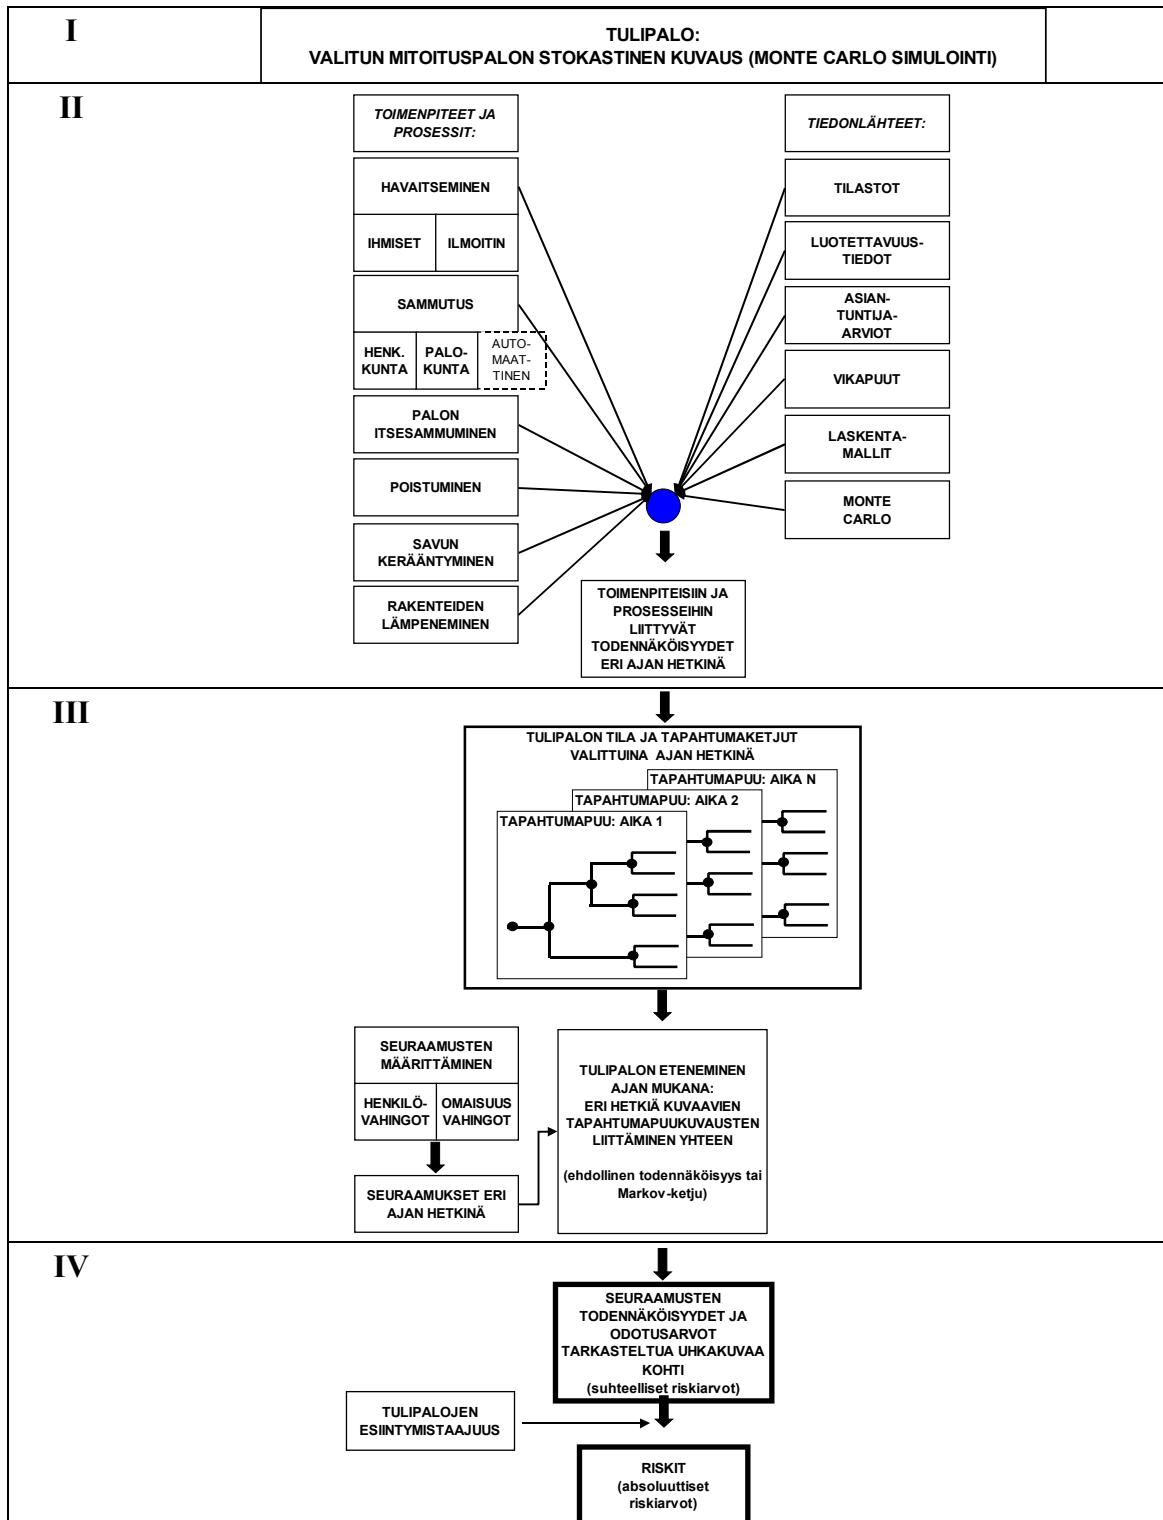 I
TULIPALO:
VALITUN MITOITUSPALON STOKASTINEN KUVAUS (MONTE CARLO SIMULOINTI)
II
TOIMENPITEET JA
PROSESSIT:
HAVAITSEMINEN
IHMISET
ILMOITIN
SAMMUTUS
HENK.
KUNTA
PALO-
KUNTA
AUTO-
MAAT-
TINEN
PALON
ITSESAMMUMINEN
POISTUMINEN
SAVUN
KERÄÄNTYMINEN
RAKENTEIDEN
LÄMPENEMINEN
TIEDONLÄHTEET:
TILASTOT
LUOTETTAVUUS-
TIEDOT
ASIAN-
TUNTIJA-
ARVIOT
VIKAPUUT
LASKENTA-
MALLIT
MONTE
CARLO
TOIMENPITEISIIN JA
PROSESSEIHIN
LIITTYVÄT
TODENNÄKÖISYYDET
ERI AJAN HETKINÄ
III
TULIPALON TILA JA TAPAHTUMAKETJUT
VALITTUINA AJAN HETKINÄ
TAPAHTUMAPUU: AIKA N
TAPAHTUMAPUU: AIKA 2
TAPAHTUMAPUU: AIKA 1
SEURAAMUSTEN
MÄÄRITTÄMINEN
HENKILÖ-
VAHINGOT
OMAISUUS
VAHINGOT
SEURAAMUKSET ERI
AJAN HETKINÄ
TULIPALON ETENEMINEN
AJAN MUKANA:
ERI HETKIÄ KUVAAVIEN
TAPAHTUMAPUUKUVAUSTEN
LIITTÄMINEN YHTEEN
(ehdollinen todennäköisyys tai
Markov-ketju)
IV
SEURAAMUSTEN
TODENNÄKÖISYYDET JA
ODOTUSARVOT
TARKASTELTUA UHKAKUVAA
KOHTI
(suhteelliset riskiarvot)
TULIPALOJEN
ESIINTYMISTAAJUUS
RISKIT
(absoluuttiset
riskiarvot)